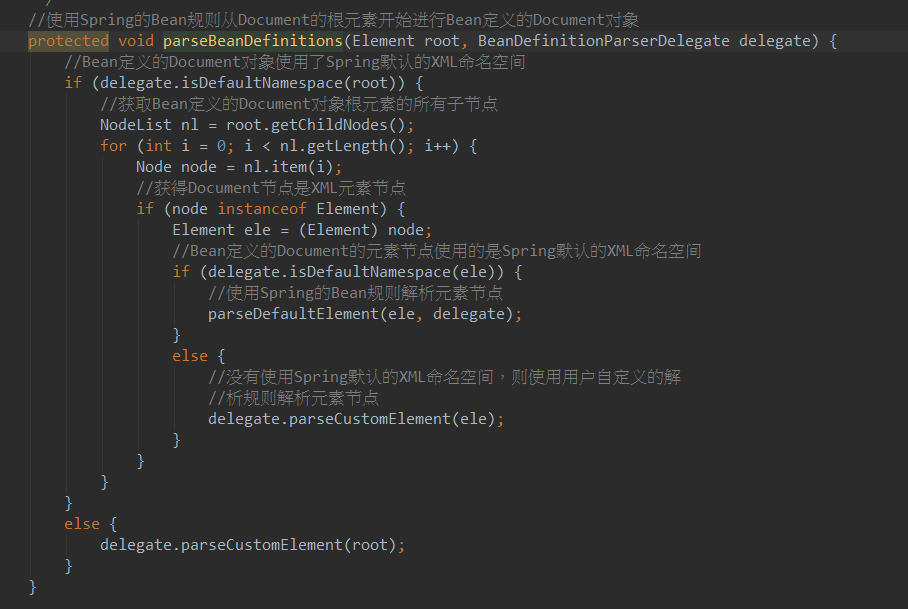 //使用Spring的Bean规则从Document的根元素开始进行Bean定义的Document对象
protected void parseBeanDefinitions(Element root, BeanDefinitionParserDelegate delegate) {
//Bean定义的Document对象使用了Spring默认的XML命名空间
if (delegate.isDefaultNamespace(root)) {
//获取Bean定义的Document对象根元素的所有子节点
NodeList nl = root.getChildNodes();
for (int i = 0; i < nl.getLength(); i++) {
Node node = nl.item(i);
//获得Document节点是XML元素节点
if (node instanceof Element) {
Element ele = (Element) node;
//Bean定义的Document的元素节点使用的是Spring默认的XML命名空间
if (delegate.isDefaultNamespace(ele)) {
//使用Spring的Bean规则解析元素节点
parseDefaultElement(ele, delegate);
}
else {
//没有使用Spring默认的XML命名空间，则使用用户自定义的解
//析规则解析元素节点
delegate.parseCustomElement(ele);
}
}
}
}
else {
delegate.parseCustomElement(root);
}
}